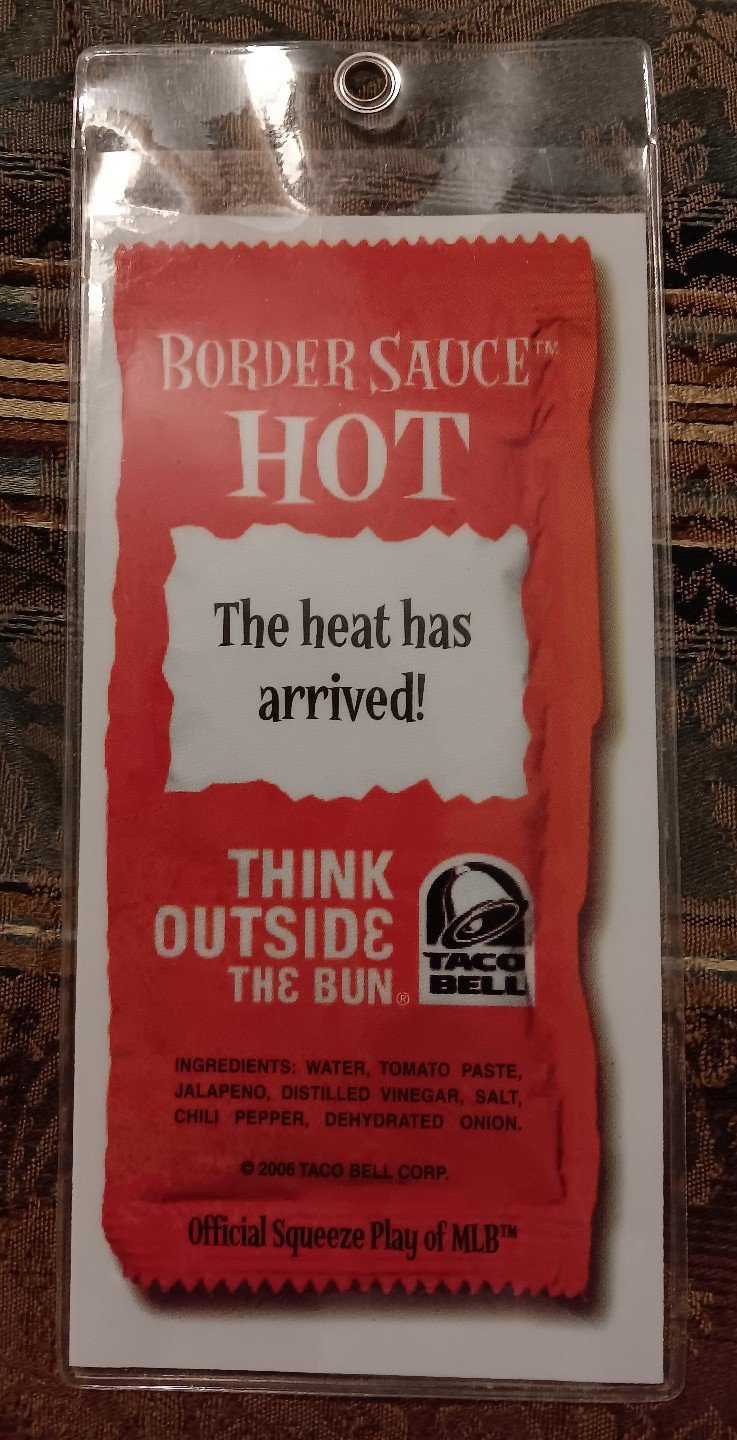 BORDER SAUCE™
HOT
The heat has
arrived!
THINK
OUTSIDE
THE BUN®
TACO
BELL
INGREDIENTS: WATER, TOMATO PASTE,
JALAPENO, DISTILLED VINEGAR, SALT,
CHILI PEPPER, DEHYDRATED ONION.
© 2006 TACO BELL CORP.
Official Squeeze Play of MLB™